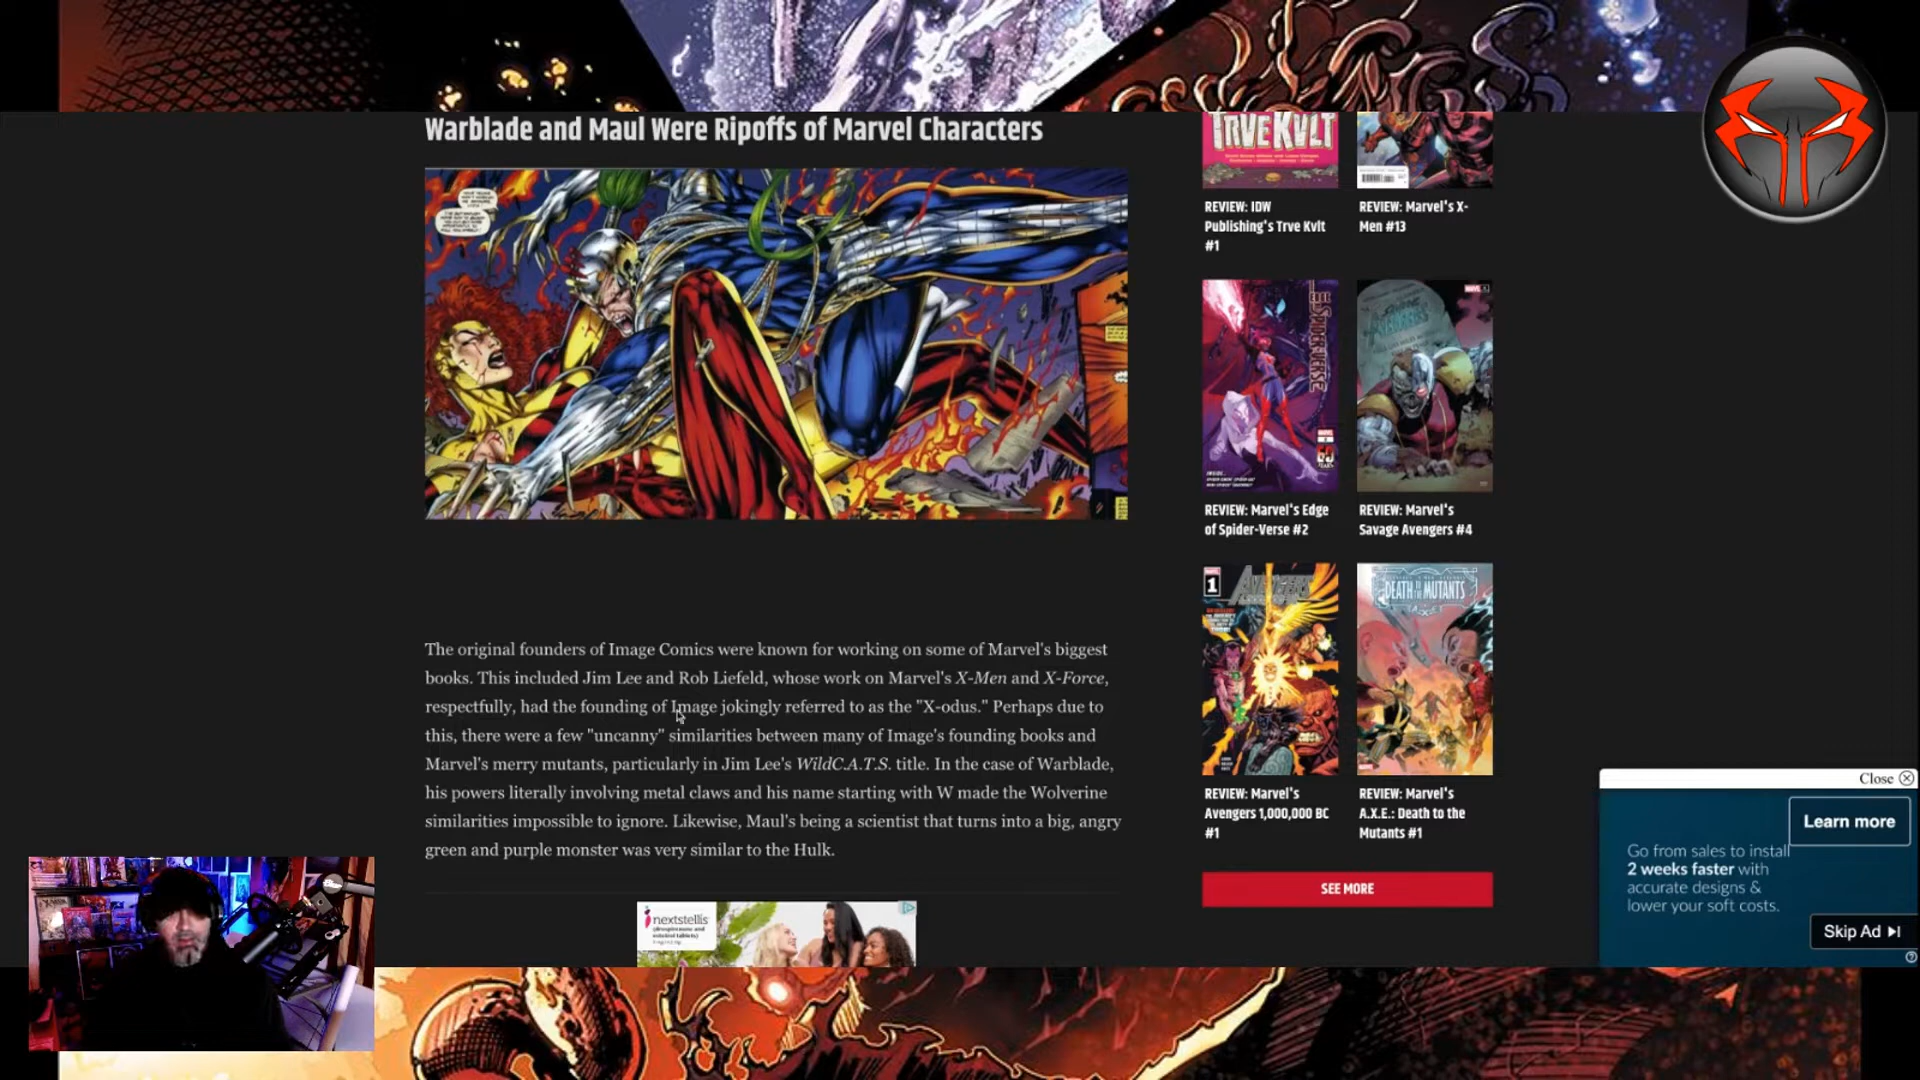 Warblade and Maul Were Ripoffs of Marvel Characters
The original founders of Image Comics were known for working on some of Marvel's biggest
books. This included Jim Lee and Rob Liefeld, whose work on Marvel's X-Men and X-Force,
respectfully, had the founding of Image jokingly referred to as the "X-odus." Perhaps due to
this, there were a few "uncanny" similarities between many of Image's founding books and
Marvel's merry mutants, particularly in Jim Lee's WildC.A.T.S. title. In the case of Warblade,
his powers literally involving metal claws and his name starting with W made the Wolverine
similarities impossible to ignore. Likewise, Maul's being a scientist that turns into a big, angry
green and purple monster was very similar to the Hulk.
nextstellis
TRVE KVLT
REVIEW: IDW
Publishing's Trve Kvlt
#1
REVIEW: Marvel's X-
Men #13
EDGE
SPIDER-VERSE
REVIEW: Marvel's Edge
of Spider-Verse #2
REVIEW: Marvel's
Savage Avengers #4
1
AVENGERS
DEATH TO THE
MUTANTS
REVIEW: Marvel's
Avengers 1,000,000 BC
#1
REVIEW: Marvel's
A.X.E.: Death to the
Mutants #1
SEE MORE
Close
Learn more
Go from sales to install
2 weeks faster with
accurate designs &
lower your soft costs.
Skip Ad